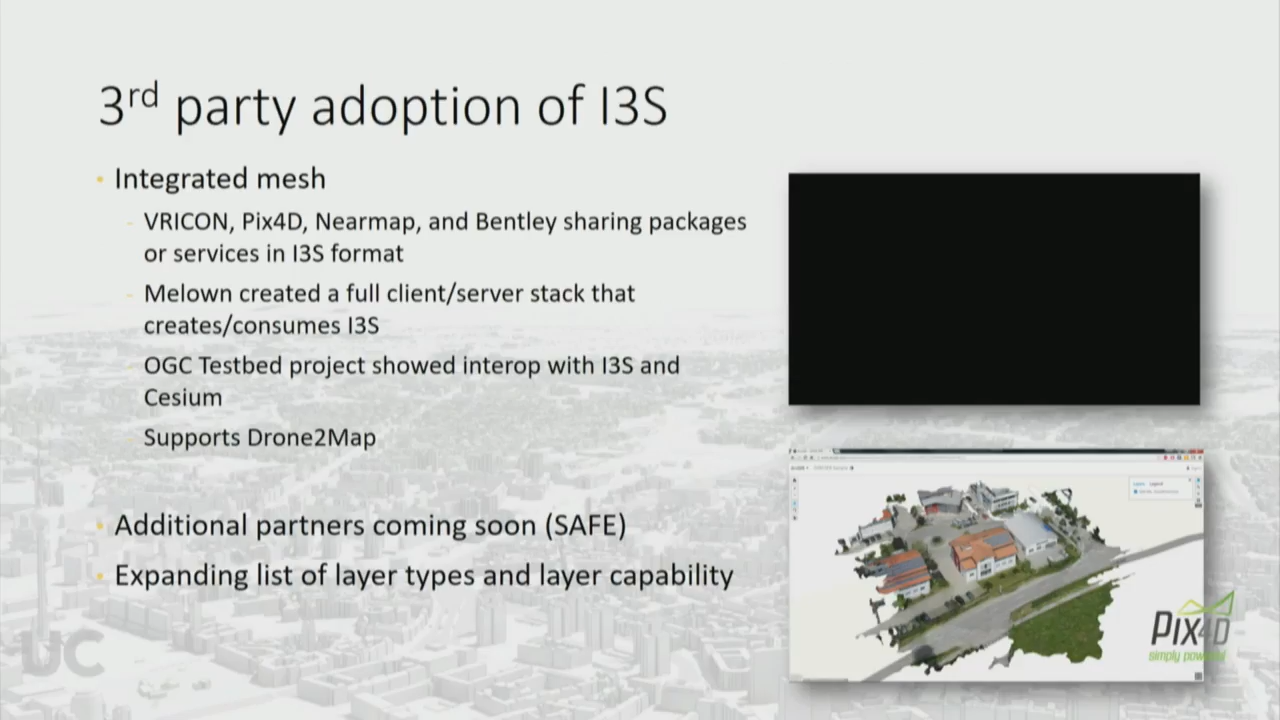 3rd party adoption of I3S
• Integrated mesh
- VRICON, Pix4D, Nearmap, and Bentley sharing packages
or services in I3S format
- Melown created a full client/server stack that
creates/consumes I3S
- OGC Testbed project showed interop with I3S and
Cesium
- Supports Drone2Map
• Additional partners coming soon (SAFE)
• Expanding list of layer types and layer capability
Pix4D
simply powerful
UC